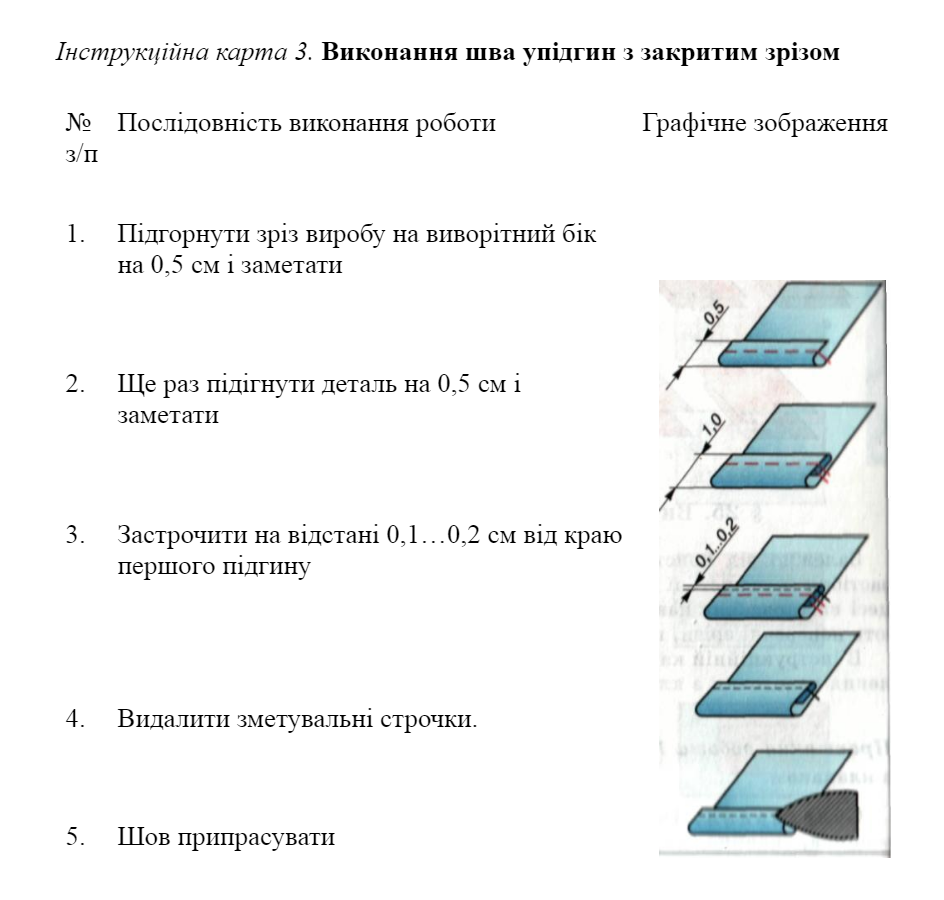 Інструкційна карта 3. Виконання шва упідгин з закритим зрізом
№ Послідовність виконання роботи Графічне зображення
з/п
1. Підгорнути зріз виробу на виворітний бік
на 0,5 см і заметати
0,5
2. Ще раз підігнути деталь на 0,5 см і
заметати
1,0
3. Застрочити на відстані 0,1…0,2 см від краю
першого підгину
0,1...0,2
4. Видалити зметувальні строчки.
5. Шов припрасувати